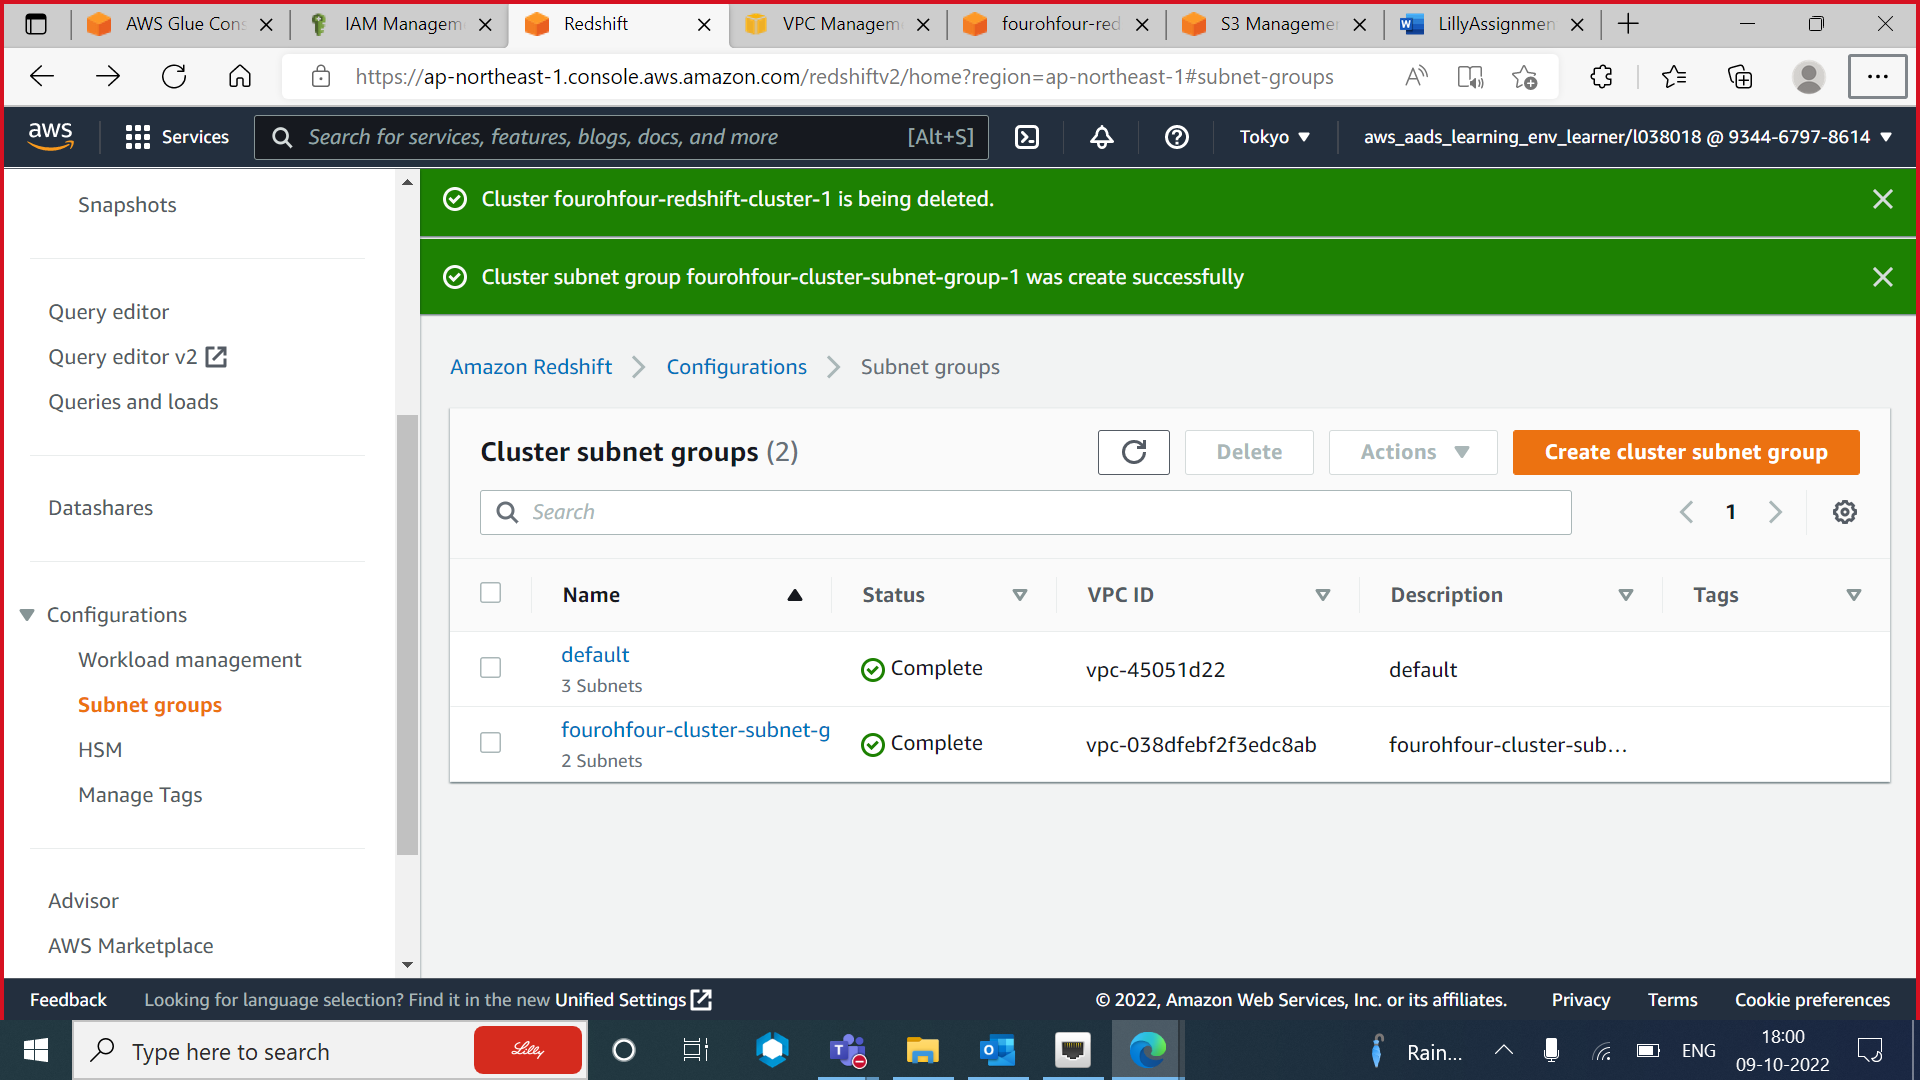 AWS Glue Cons
IAM Managem
Redshift
VPC Managem
fourohfour-red
S3 Managemer
LillyAssignmen
https://ap-northeast-1.console.aws.amazon.com/redshiftv2/home?region=ap-northeast-1#subnet-groups
aws
Services
Search for services, features, blogs, docs, and more
[Alt+S]
Tokyo
aws_aads_learning_env_learner/l038018 @ 9344-6797-8614
Snapshots
Query editor
Query editor v2
Queries and loads
Datashares
Configurations
Workload management
Subnet groups
HSM
Manage Tags
Advisor
AWS Marketplace
Cluster fourohfour-redshift-cluster-1 is being deleted.
Cluster subnet group fourohfour-cluster-subnet-group-1 was create successfully
Amazon Redshift
Configurations
Subnet groups
Cluster subnet groups (2)
Delete
Actions
Create cluster subnet group
Search
1
Name
Status
VPC ID
Description
Tags
default
3 Subnets
Complete
vpc-45051d22
default
fourohfour-cluster-subnet-g
2 Subnets
Complete
vpc-038dfebf2f3edc8ab
fourohfour-cluster-sub...
Feedback
Looking for language selection? Find it in the new Unified Settings
© 2022, Amazon Web Services, Inc. or its affiliates.
Privacy
Terms
Cookie preferences
Type here to search
Lilly
Rain...
ENG
18:00
09-10-2022